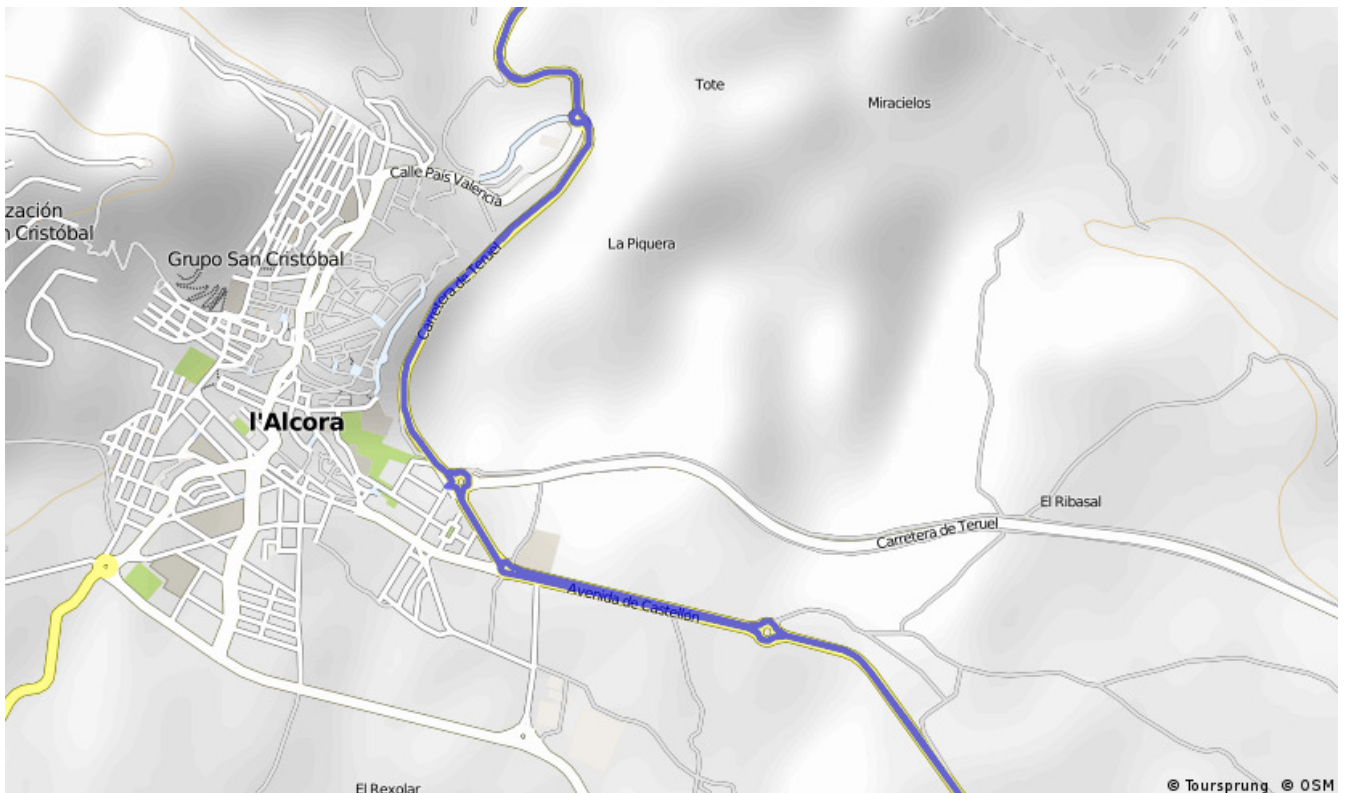 Tote
Miracielos
Calle País Valencia
zación
n Cristóbal
La Piquera
Grupo San Cristóbal
Carretera de Teruel
l'Alcora
El Ribasal
Carretera de Teruel
Avenida de Castellón
El Rexolar
© Toursprung © OSM